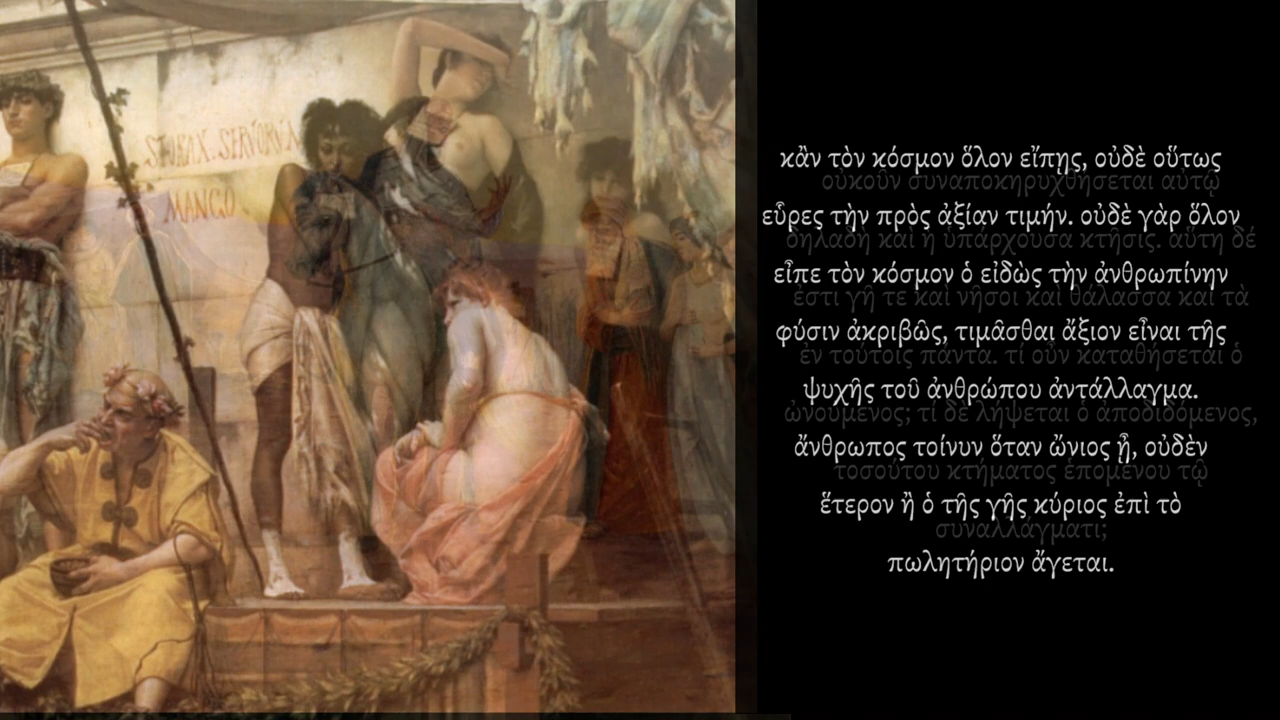 STORAX. SERVORVM
MANGO
κἂν τὸν κόσμον ὅλον εἴπῃς, οὐδὲ οὕτως
εὗρες τὴν πρὸς ἀξίαν τιμήν. οὐδὲ γὰρ ὅλον
εἶπε τὸν κόσμον ὁ εἰδὼς τὴν ἀνθρωπίνην
φύσιν ἀκριβῶς, τιμᾶσθαι ἄξιον εἶναι τῆς
ψυχῆς τοῦ ἀνθρώπου ἀντάλλαγμα.
ἄνθρωπος τοίνυν ὅταν ὤνιος ᾖ, οὐδὲν
ἕτερον ἢ ὁ τῆς γῆς κύριος ἐπὶ τὸ
πωλητήριον ἄγεται.
οὐκοῦν συναποκηρυχθήσεται αὐτῷ
δηλαδὴ καὶ ἡ ὑπάρχουσα κτῆσις. αὕτη δέ
ἐστι γῆ τε καὶ νῆσοι καὶ θάλασσα καὶ τὰ
ἐν τούτοις πάντα. τί οὖν καταθήσεται ὁ
ὠνούμενος; τί δὲ λήψεται ὁ ἀποδιδόμενος,
τοσούτου κτήματος ἑπομένου τῷ
συναλλάγματι;